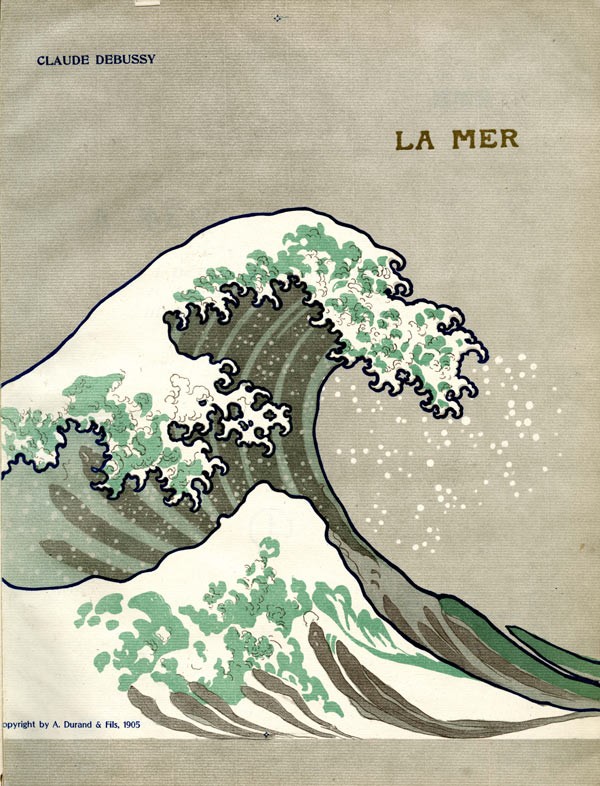 CLAUDE DEBUSSY
LA MER
opyright by A. Durand & Fils, 1905